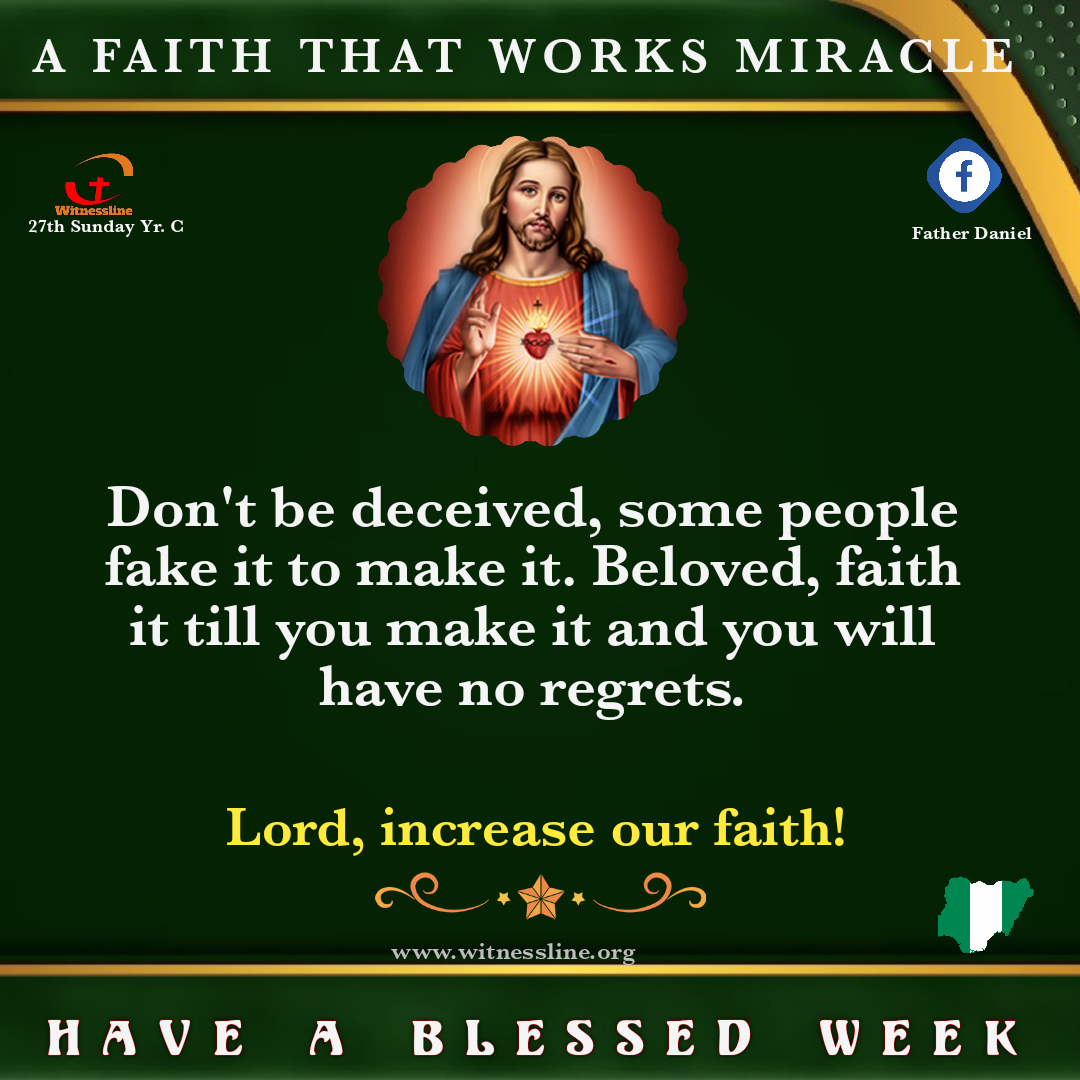 A FAITH THAT WORKS MIRACLE
Witnessline
27th Sunday Yr. C
f
Father Daniel
Don't be deceived, some people
fake it to make it. Beloved, faith
it till you make it and you will
have no regrets.
Lord, increase our faith!
www.witnessline.org
HAVE A BLESSED WEEK